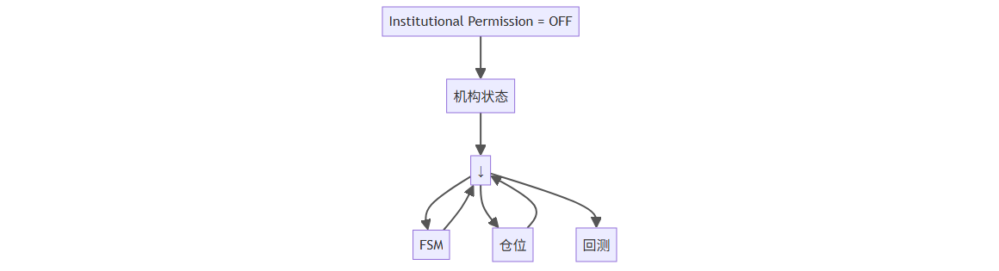 Institutional Permission = OFF
机构状态
↓
FSM
仓位
回测